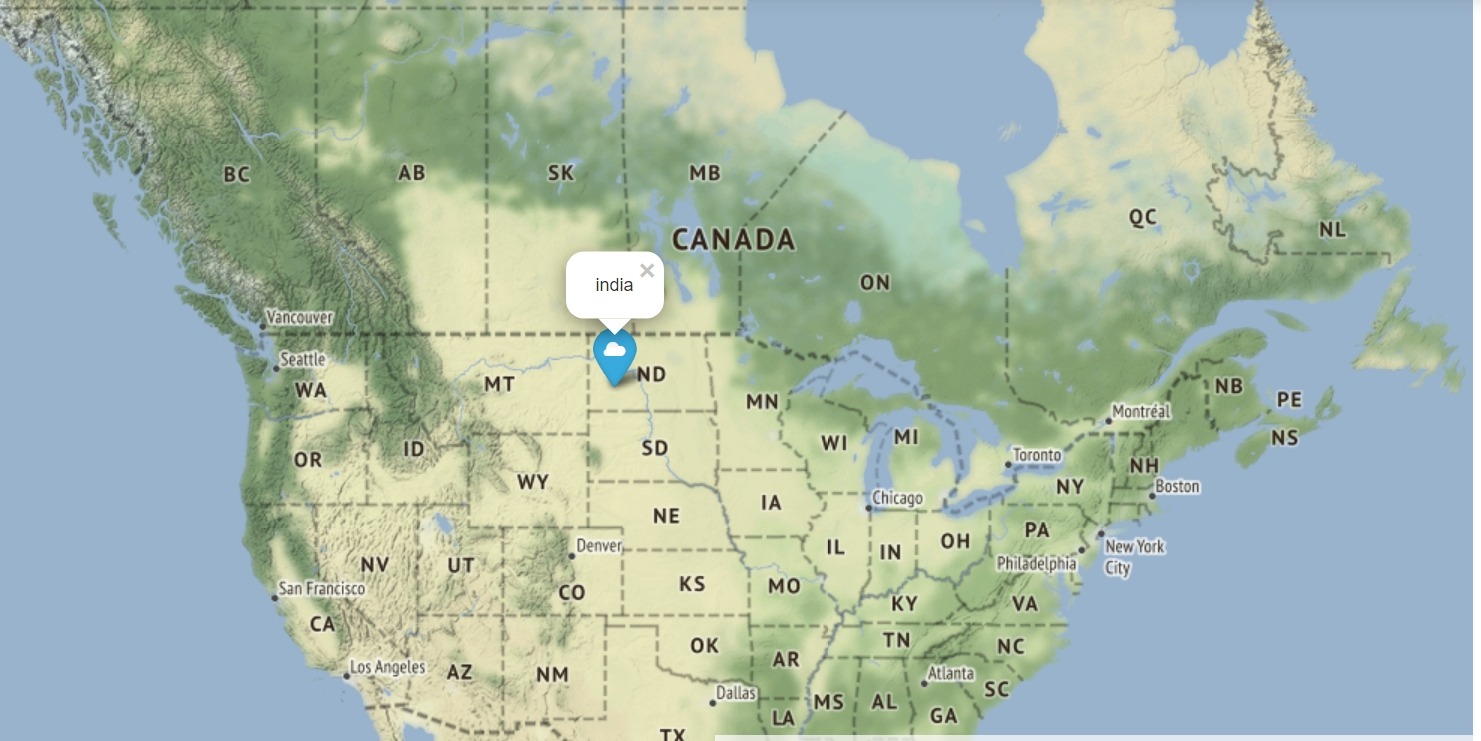 BC
AB
SK
MB
CANADA
QC
NL
ON
×
india
Vancouver
Seattle
WA
MT
ND
MN
NB
PE
Montréal
NS
OR
ID
SD
WI
MI
Toronto
NH
WY
NY
Boston
Chicago
NE
IA
PA
OH
New York
City
Denver
IL
IN
Philadelphia
NV
UT
San Francisco
CO
KS
MO
KY
VA
CA
OK
TN
NC
Los Angeles
AZ
NM
AR
Atlanta
SC
Dallas
MS
AL
GA
LA
TX